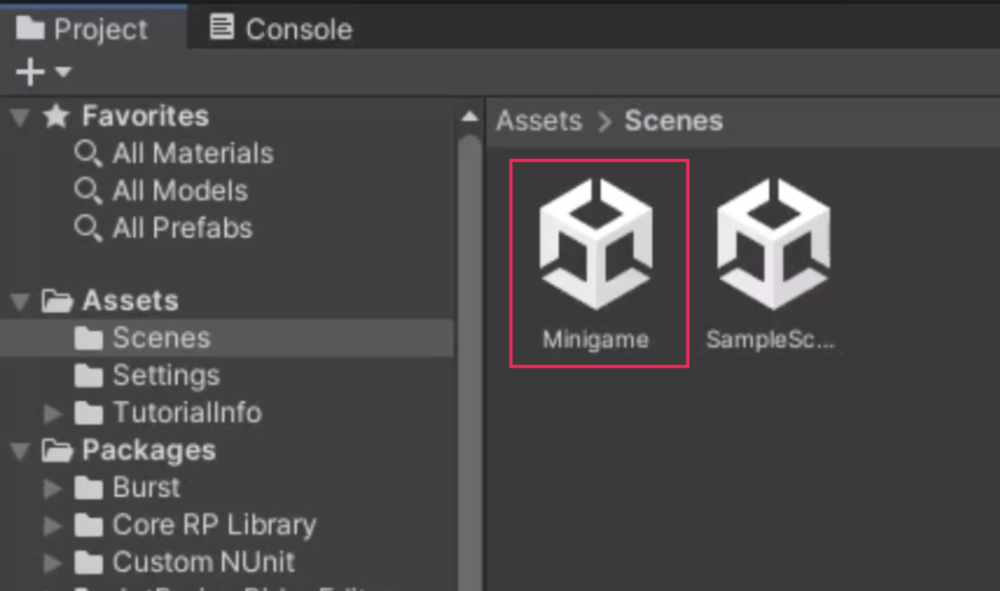 Project
Console
Favorites
All Materials
All Models
All Prefabs
Assets
Scenes
Settings
TutorialInfo
Packages
Burst
Core RP Library
Custom NUnit
Assets > Scenes
Minigame
SampleSc...